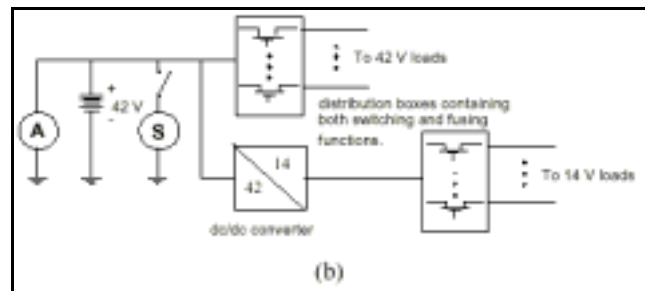 To 42 V loads
+
42 V
-
A
S
distribution boxes containing
both switching and fusing
functions.
14
42
To 14 V loads
dc/dc converter
(b)